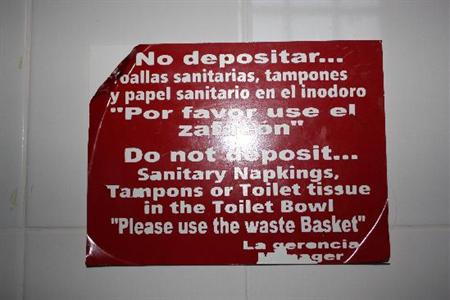 No depositar...
oallas sanitarias, tampones
y papel sanitario en el inodoro
"Por favor use el
zafacon"
Do not deposit...
Sanitary Napkings,
Tampons or Toilet tissue
in the Toilet Bowl
"Please use the waste Basket"
La gerencia